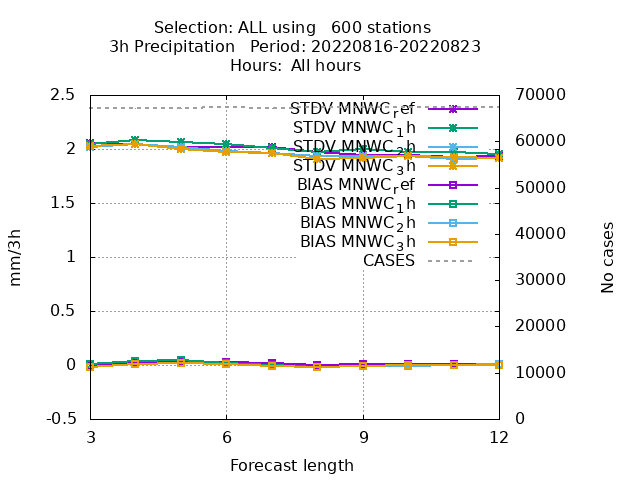 Selection: ALL using   600 stations
3h Precipitation   Period: 20220816-20220823
Hours:  All hours
2.5
2
1.5
1
0.5
0
-0.5
mm/3h
70000
60000
50000
40000
30000
20000
10000
0
No cases
STDV MNWC_ref
STDV MNWC_1h
STDV MNWC_2h
STDV MNWC_3h
BIAS MNWC_ref
BIAS MNWC_1h
BIAS MNWC_2h
BIAS MNWC_3h
CASES
3 6 9 12
Forecast length